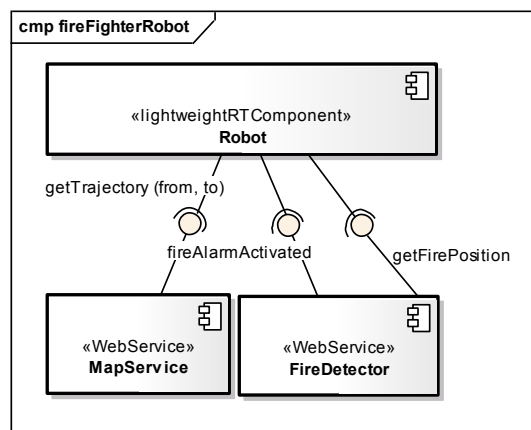 cmp fireFighterRobot
«lightweightRTComponent»
Robot
getTrajectory (from, to)
fireAlarmActivated
getFirePosition
«WebService»
MapService
«WebService»
FireDetector